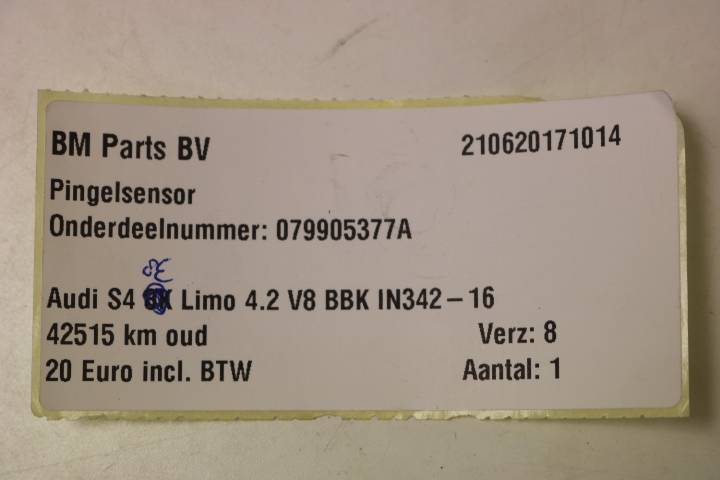 BM Parts BV 210620171014
Pingelsensor
Onderdeelnummer: 079905377A
Audi S4 Limo 4.2 V8 BBK IN342-16
42515 km oud Verz: 8
20 Euro incl. BTW Aantal: 1